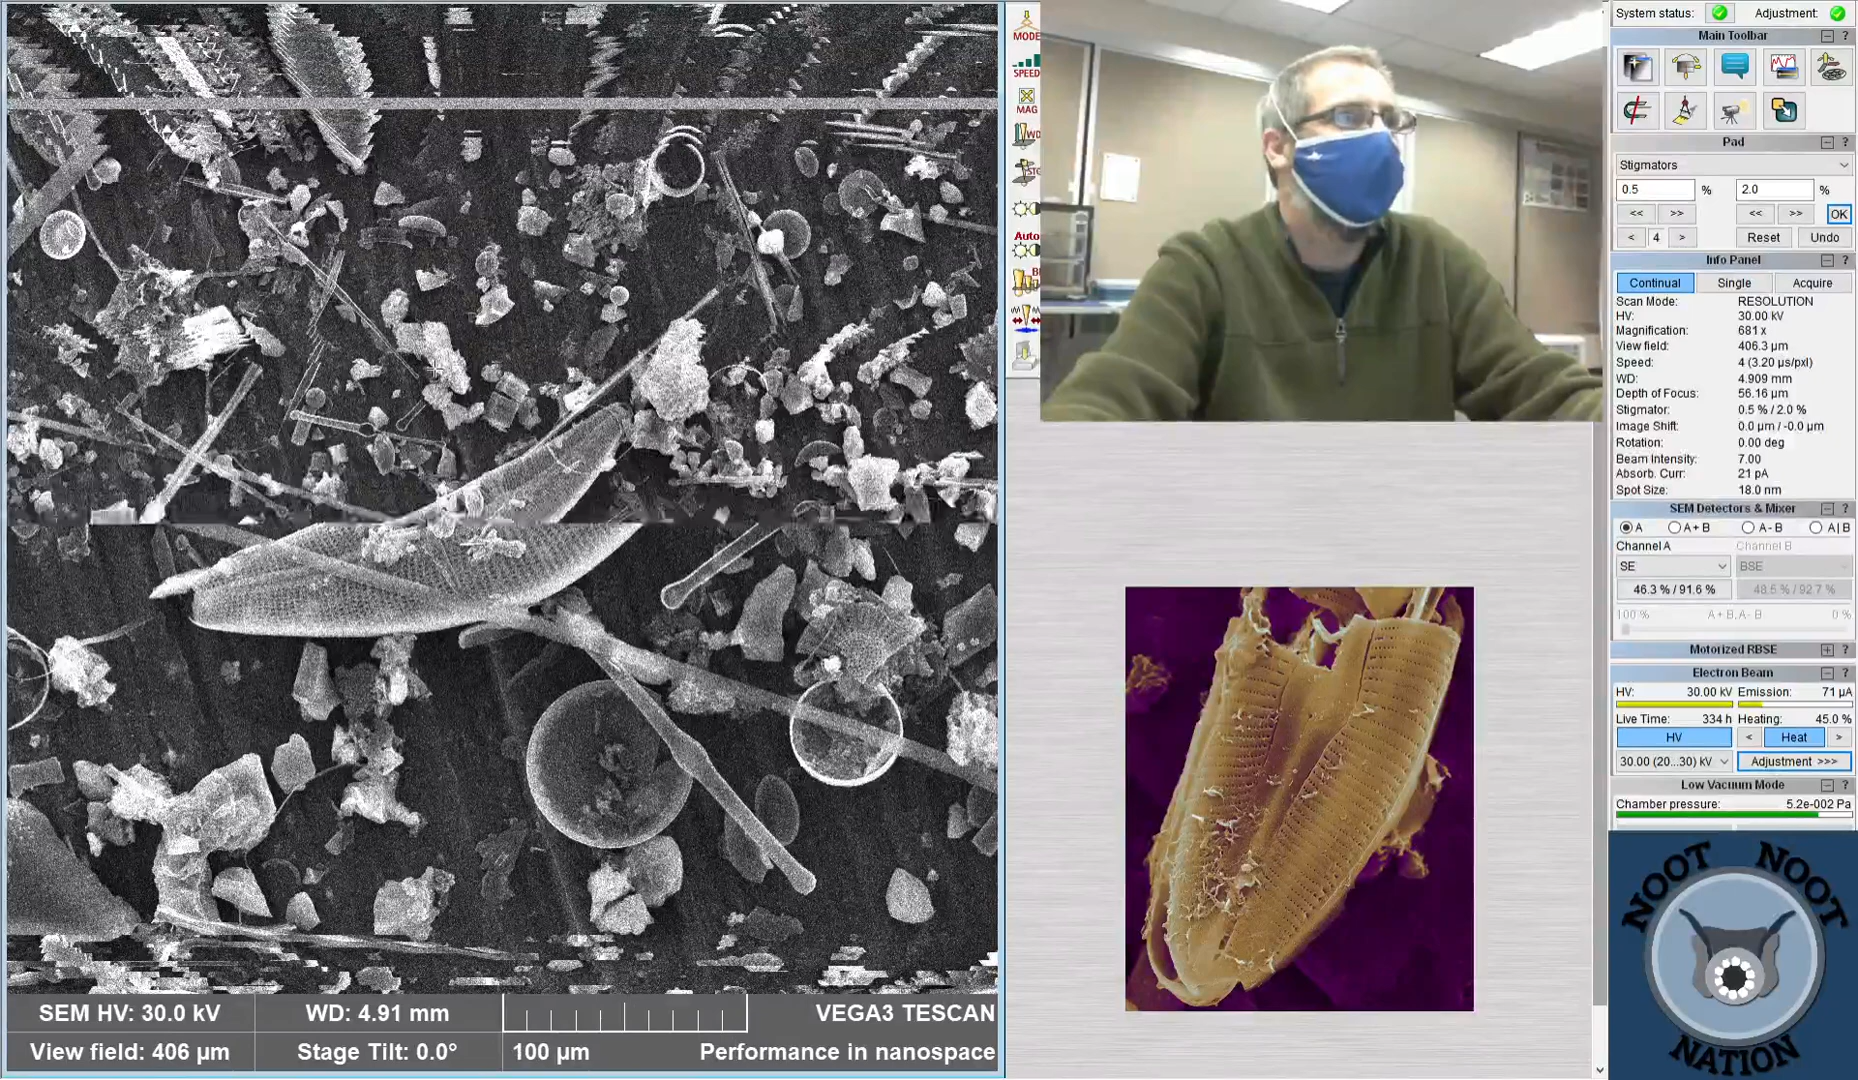 MODE
SPEED
MAG
WD
Auto
System status: Adjustment:
Main Toolbar
Pad
Stigmators
0.5 % 2.0 %
<< >> << >> OK
< 4 > Reset Undo
Info Panel
Continual Single Acquire
Scan Mode: RESOLUTION
HV: 30.00 kV
Magnification: 681 x
View field: 406.3 µm
Speed: 4 (3.20 µs/pxl)
WD: 4.909 mm
Depth of Focus: 56.16 µm
Stigmator: 0.5 % / 2.0 %
Image Shift: 0.0 µm / -0.0 µm
Rotation: 0.00 deg
Beam Intensity: 7.00
Absorb. Curr: 21 pA
Spot Size: 18.0 nm
SEM Detectors & Mixer
A A + B A - B A | B
Channel A Channel B
SE BSE
46.3 % / 91.6 % 48.5 % / 92.7 %
100 % A + B, A - B 0 %
Motorized RBSE
Electron Beam
HV: 30.00 kV Emission: 71 µA
Live Time: 334 h Heating: 45.0 %
HV < Heat >
30.00 (20...30) kV Adjustment >>>
Low Vacuum Mode
Chamber pressure: 5.2e-002 Pa
NOOT NOOT
NATION
SEM HV: 30.0 kV WD: 4.91 mm VEGA3 TESCAN
View field: 406 µm Stage Tilt: 0.0° 100 µm Performance in nanospace